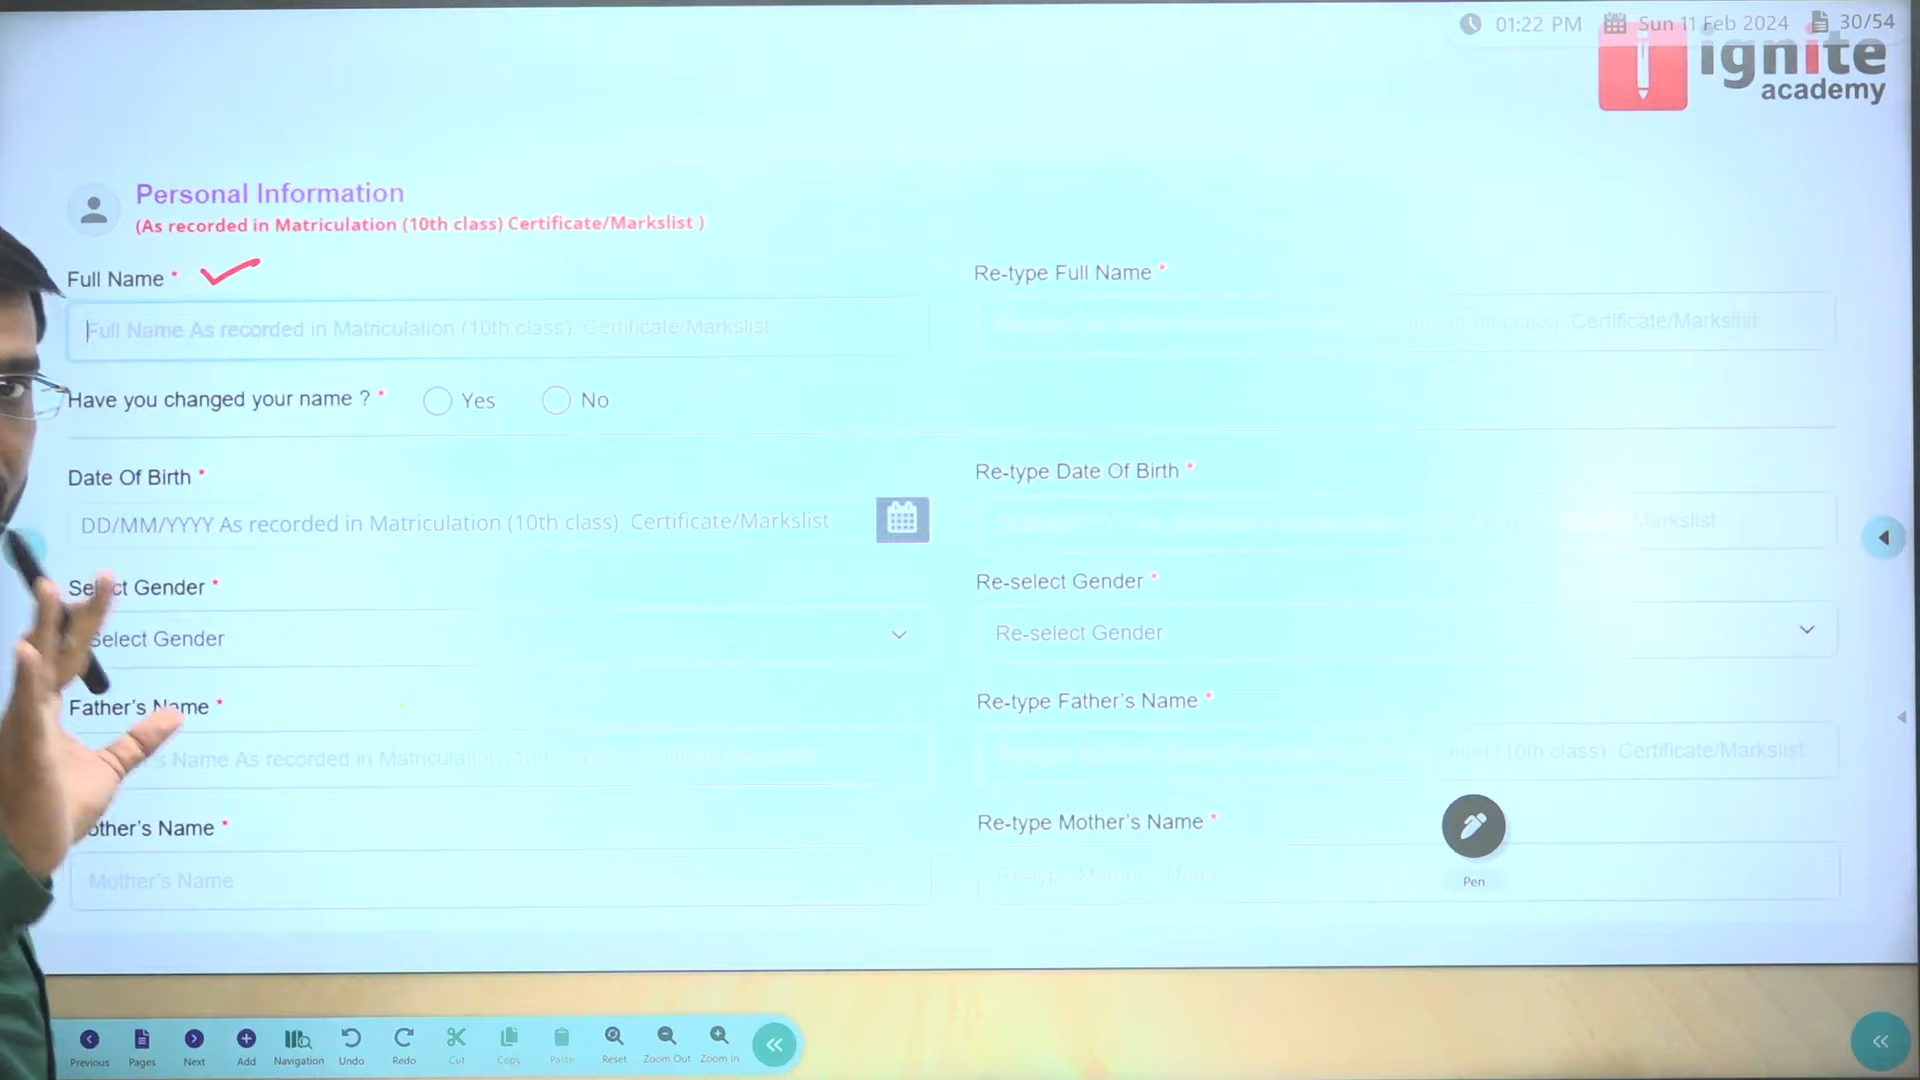 01:22 PM Sun 11 Feb 2024 30/54
ignite
academy
Personal Information
(As recorded in Matriculation (10th class) Certificate/Markslist )
Full Name *
Re-type Full Name *
Full Name As recorded in Matriculation (10th class) Certificate/Markslist
Certificate/Markslist
Have you changed your name ? * Yes No
Date Of Birth *
Re-type Date Of Birth *
DD/MM/YYYY As recorded in Matriculation (10th class) Certificate/Markslist
Markslist
Select Gender *
Re-select Gender *
Select Gender
Re-select Gender
Father's Name *
Re-type Father's Name *
Name As recorded in Matriculation
(10th class) Certificate/Markslist
other's Name *
Re-type Mother's Name *
Mother's Name
Pen
Previous Pages Next Add Navigation Undo Redo Cut Copy Paste Reset Zoom Out Zoom In